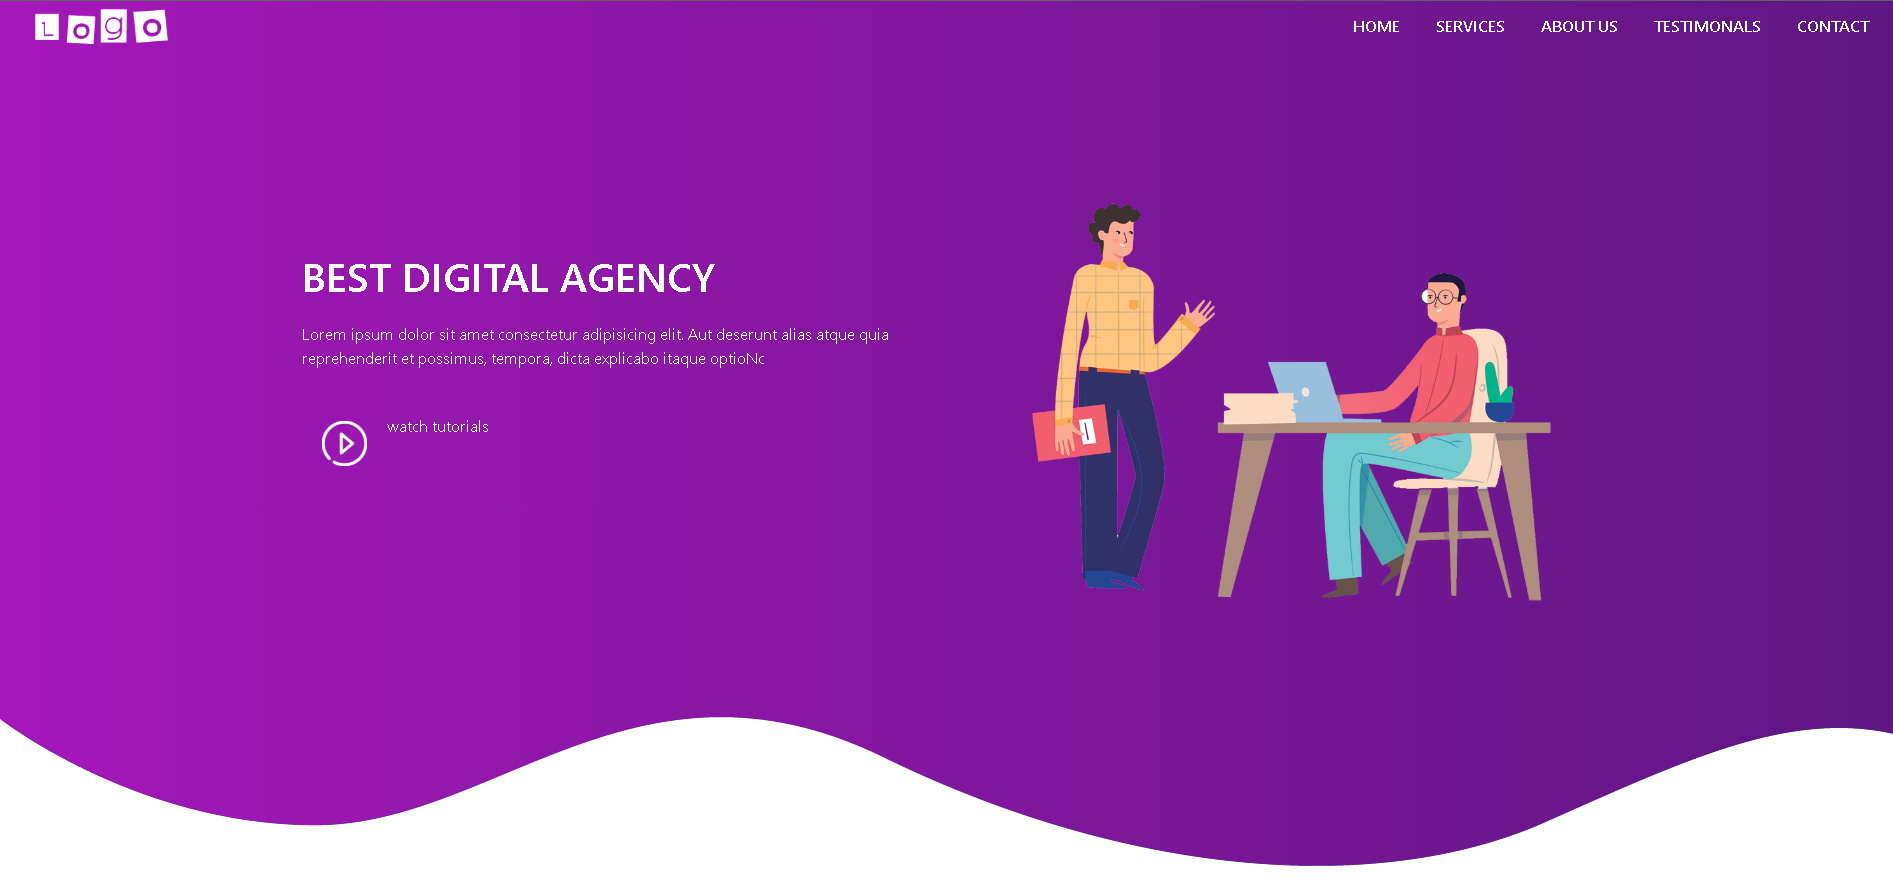 LogO
HOME SERVICES ABOUT US TESTIMONALS CONTACT
BEST DIGITAL AGENCY
Lorem ipsum dolor sit amet consectetur adipisicing elit. Aut deserunt alias atque quia
reprehenderit et possimus, tempora, dicta explicabo itaque optioNc
watch tutorials